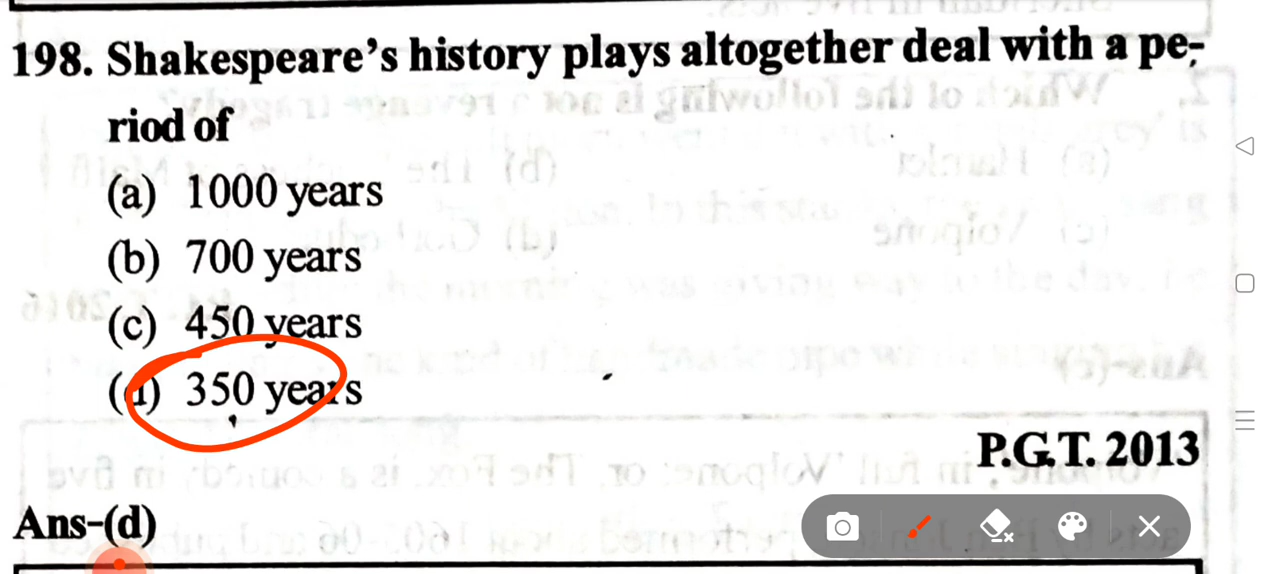 198. Shakespeare's history plays altogether deal with a pe-
riod of
(a) 1000 years
(b) 700 years
(c) 450 years
(d) 350 years
P.G.T. 2013
Ans-(d)